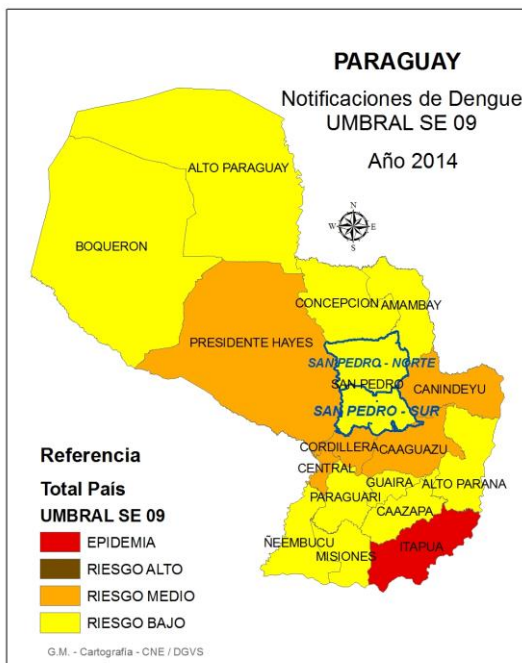 PARAGUAY
Notificaciones de Dengue
UMBRAL SE 09
Año 2014
N
W E
S
ALTO PARAGUAY
BOQUERON
CONCEPCION
AMAMBAY
PRESIDENTE HAYES
SAN PEDRO - NORTE
SAN PEDRO
CANINDEYU
SAN PEDRO - SUR
CORDILLERA
CAAGUAZU
CENTRAL
GUAIRA
ALTO PARANA
PARAGUARI
CAAZAPA
ÑEEMBUCU
MISIONES
ITAPUA
Referencia
Total País
UMBRAL SE 09
EPIDEMIA
RIESGO ALTO
RIESGO MEDIO
RIESGO BAJO
G.M. - Cartografía - CNE / DGVS